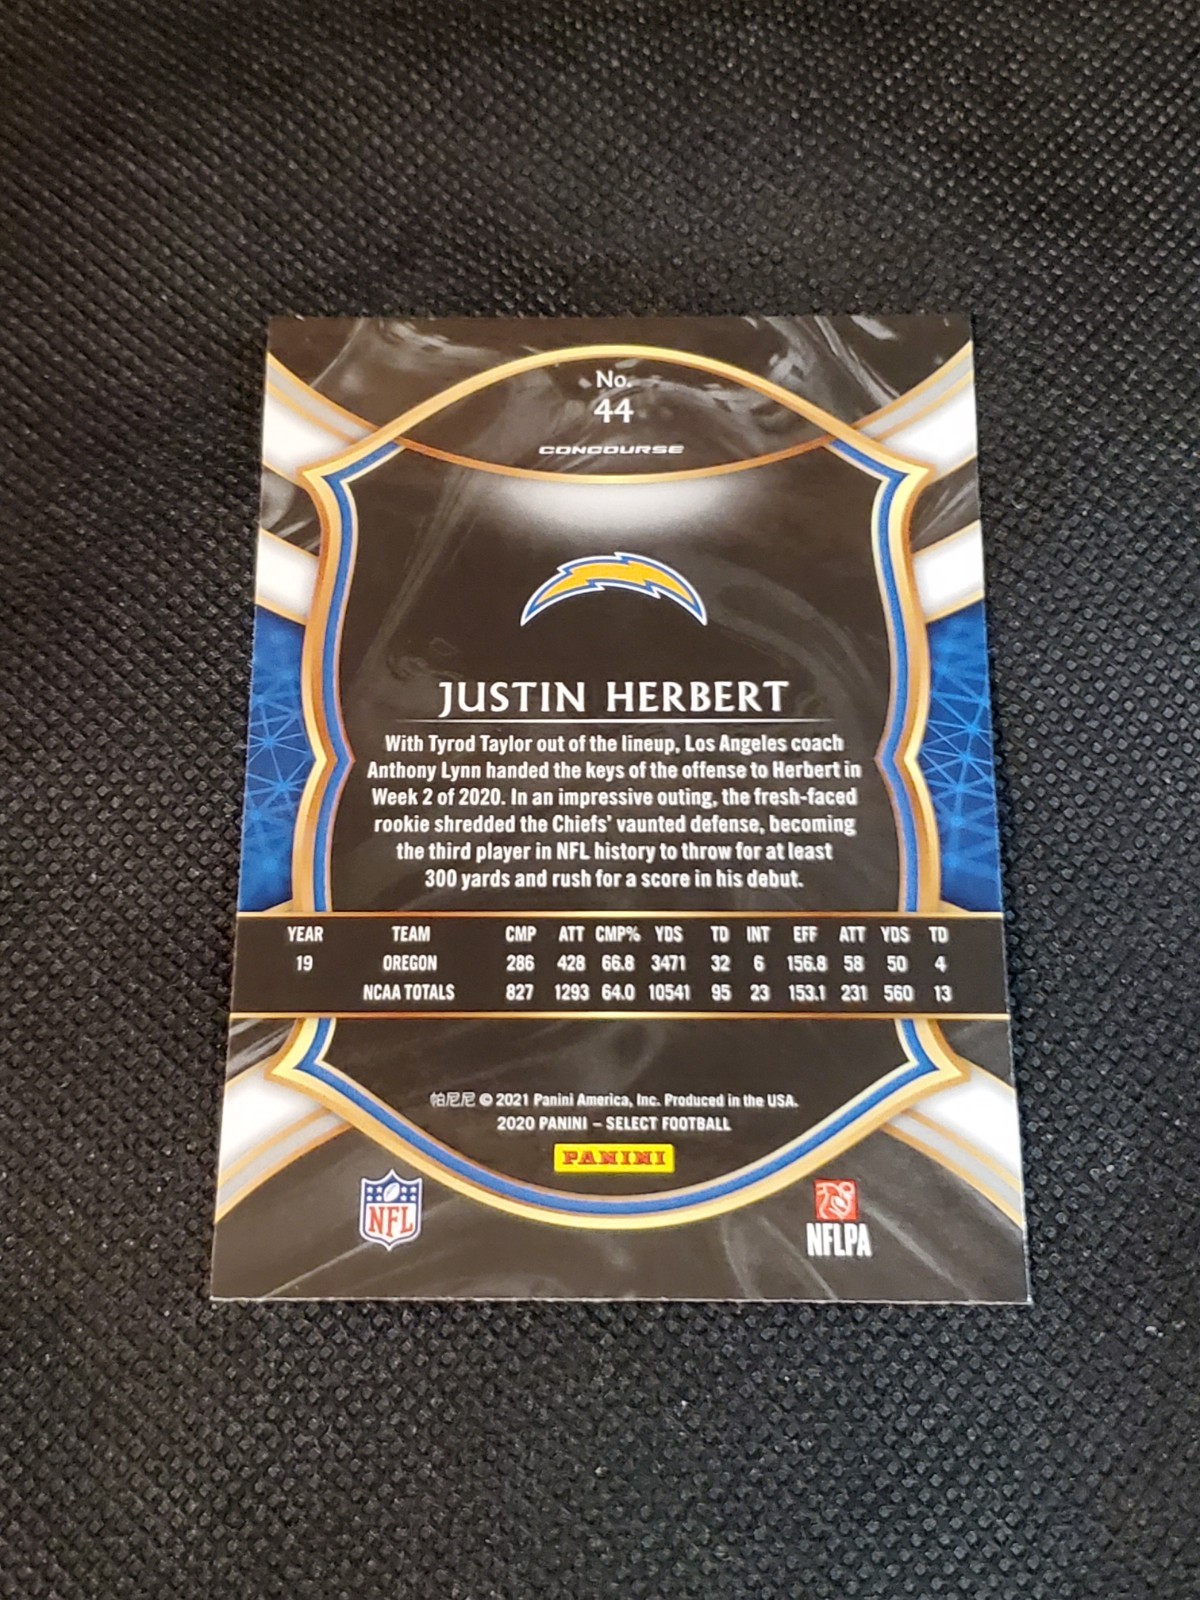 No.
44
CONCOURSE
JUSTIN HERBERT
With Tyrod Taylor out of the lineup, Los Angeles coach
Anthony Lynn handed the keys of the offense to Herbert in
Week 2 of 2020. In an impressive outing, the fresh-faced
rookie shredded the Chiefs' vaunted defense, becoming
the third player in NFL history to throw for at least
300 yards and rush for a score in his debut.
YEAR TEAM CMP ATT CMP% YDS TD INT EFF ATT YDS TD
19 OREGON 286 428 66.8 3471 32 6 156.8 58 50 4
NCAA TOTALS 827 1293 64.0 10541 95 23 153.1 231 560 13
帕尼尼 © 2021 Panini America, Inc. Produced in the USA.
2020 PANINI – SELECT FOOTBALL
PANINI
NFL
NFLPA